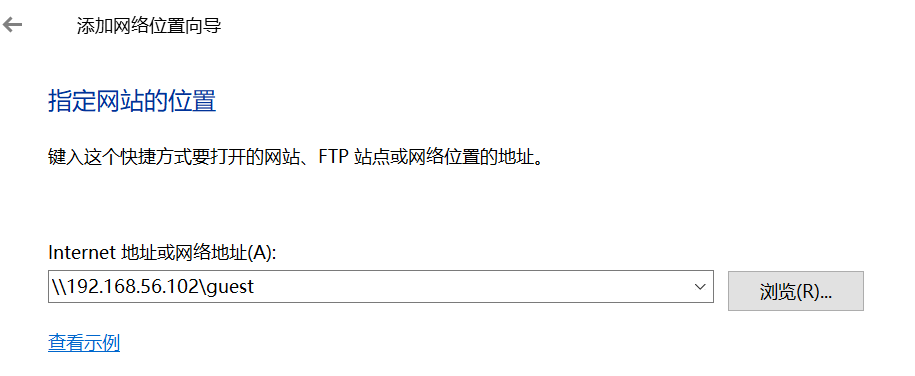 添加网络位置向导
指定网站的位置
键入这个快捷方式要打开的网站、FTP 站点或网络位置的地址。
Internet 地址或网络地址(A):
\\192.168.56.102\guest
浏览(R)...
查看示例